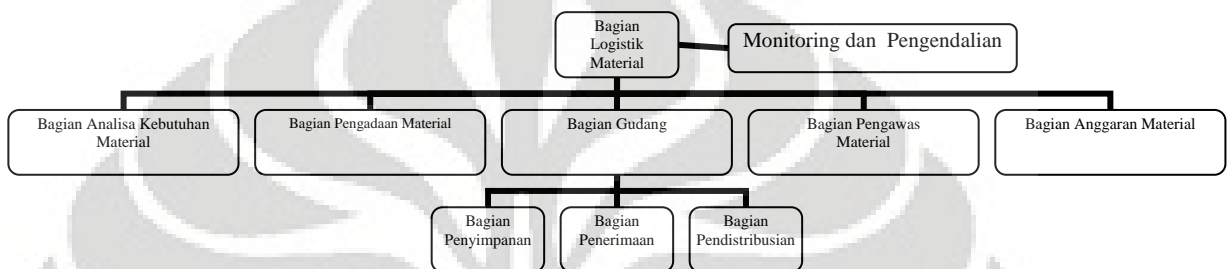 Bagian
Logistik
Material
Monitoring dan Pengendalian
Bagian Analisa Kebutuhan
Material
Bagian Pengadaan Material
Bagian Gudang
Bagian Pengawas
Material
Bagian Anggaran Material
Bagian
Penyimpanan
Bagian
Penerimaan
Bagian
Pendistribusian